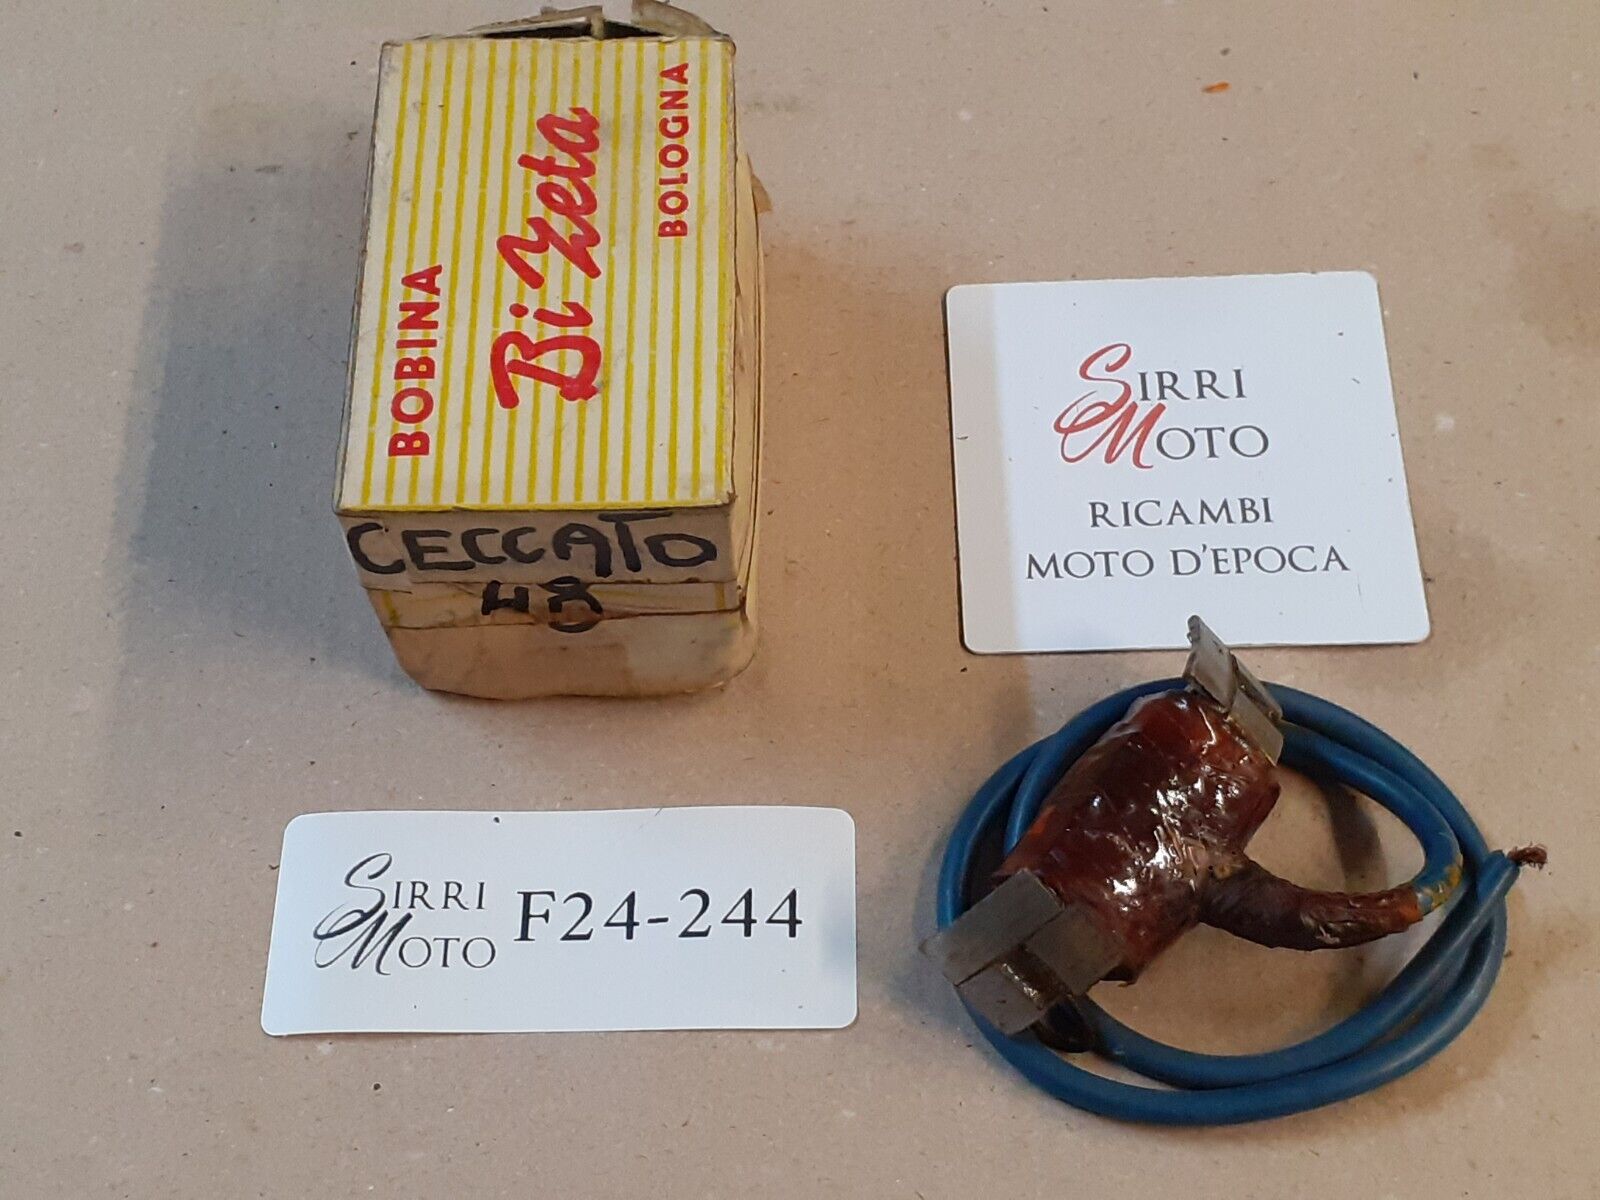 BOBINA
Bi Zeta
BOLOGNA
CECCATO
48
SIRRI
MOTO
RICAMBI
MOTO D'EPOCA
SIRRI
MOTO
F24-244